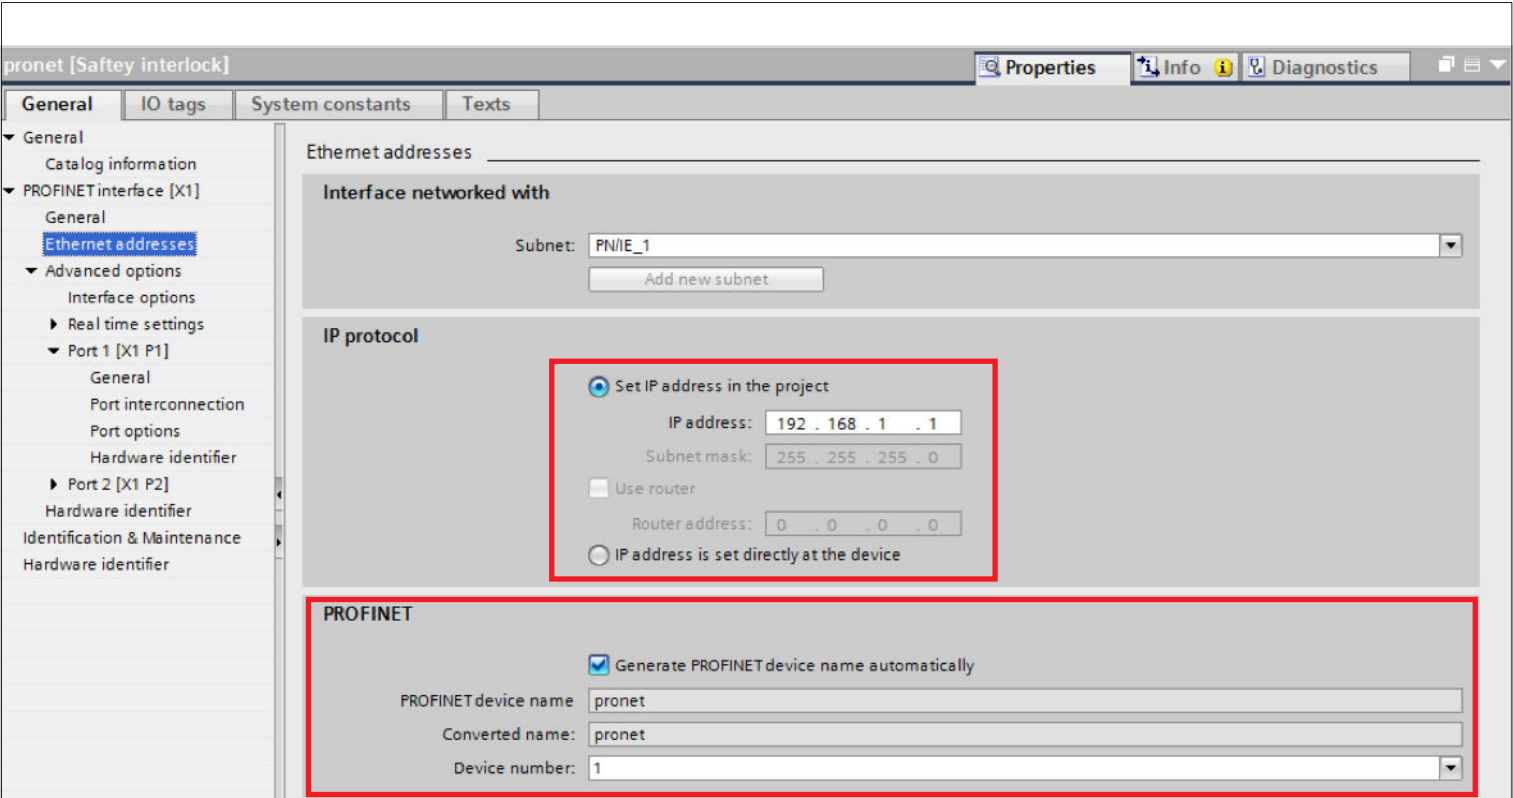 pronet [Saftey interlock]
Properties
Info
Diagnostics
General
IO tags
System constants
Texts
General
Catalog information
PROFINET interface [X1]
General
Ethernet addresses
Advanced options
Interface options
Real time settings
Port 1 [X1 P1]
General
Port interconnection
Port options
Hardware identifier
Port 2 [X1 P2]
Hardware identifier
Identification & Maintenance
Hardware identifier
Ethernet addresses
Interface networked with
Subnet: PN/IE_1
Add new subnet
IP protocol
Set IP address in the project
IP address: 192 . 168 . 1 . 1
Subnet mask: 255 . 255 . 255 . 0
Use router
Router address: 0 . 0 . 0 . 0
IP address is set directly at the device
PROFINET
Generate PROFINET device name automatically
PROFINET device name pronet
Converted name: pronet
Device number: 1